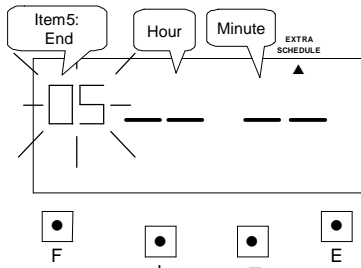 Item5:
End
Hour
Minute
EXTRA
SCHEDULE
05 -- --
F
E